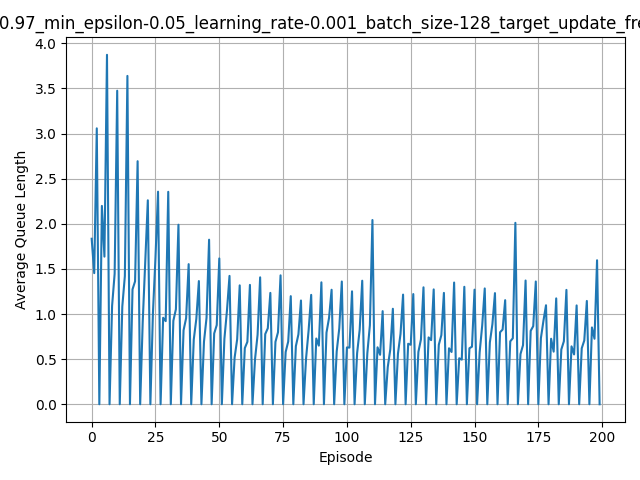 0.97_min_epsilon-0.05_learning_rate-0.001_batch_size-128_target_update_fre
4.0
3.5
3.0
2.5
2.0
1.5
1.0
0.5
0.0
Average Queue Length
0 25 50 75 100 125 150 175 200
Episode